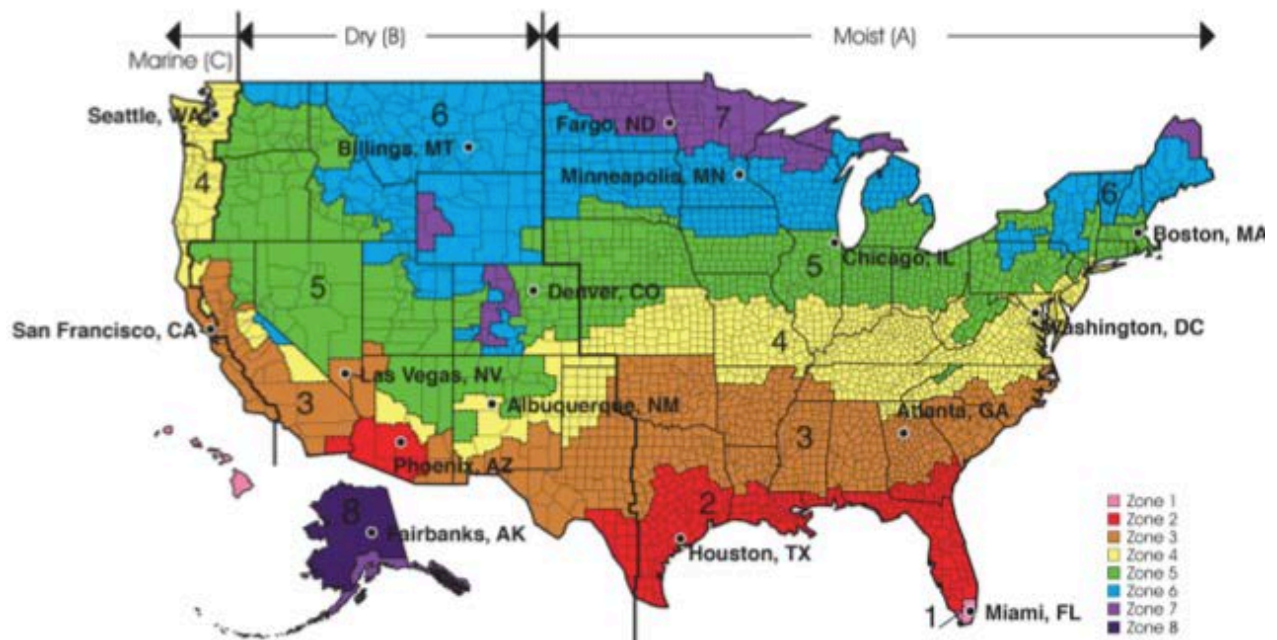 Marine (C)
Dry (B)
Moist (A)
Seattle, WA
6
Billings, MT
Fargo, ND
7
Minneapolis, MN
4
6
Boston, MA
5
Chicago, IL
5
Denver, CO
San Francisco, CA
4
Washington, DC
Las Vegas, NV
3
Albuquerque, NM
Atlanta, GA
3
Phoenix, AZ
8
Fairbanks, AK
2
Houston, TX
1
Miami, FL
Zone 1
Zone 2
Zone 3
Zone 4
Zone 5
Zone 6
Zone 7
Zone 8